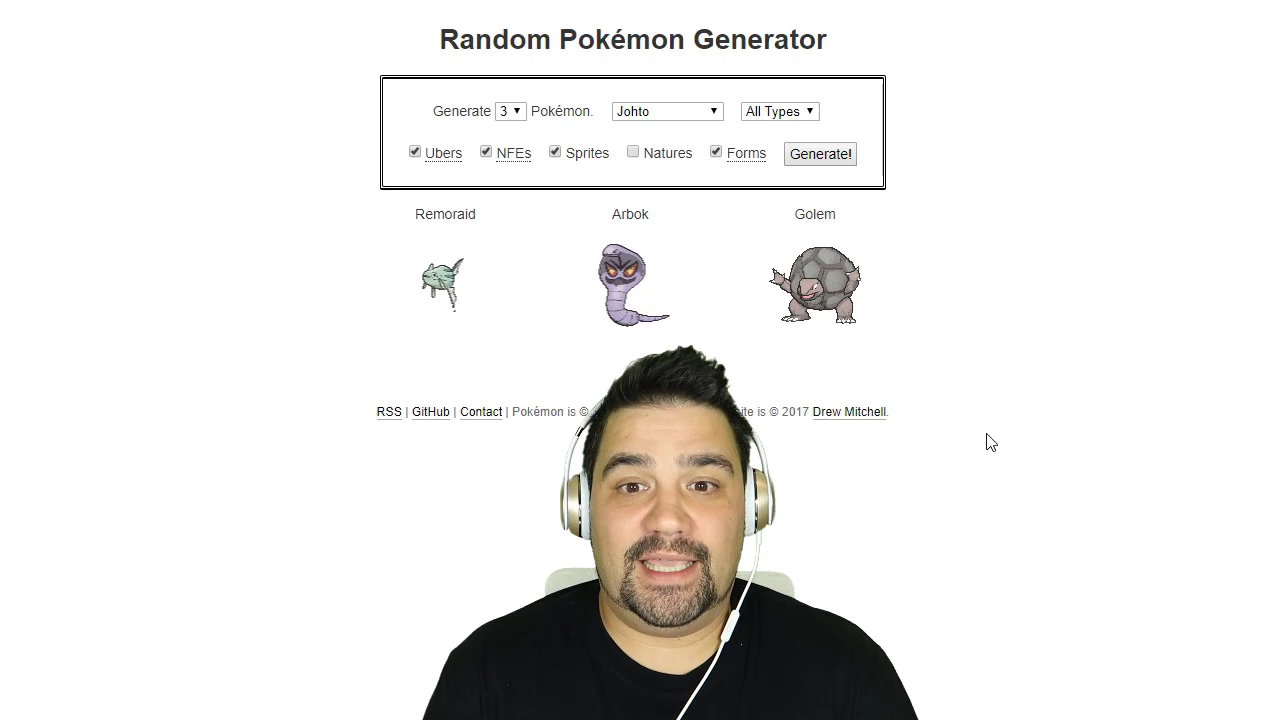 Random Pokémon Generator
Generate 3 Pokémon. Johto All Types
Ubers NFEs Sprites Natures Forms Generate!
Remoraid Arbok Golem
RSS | GitHub | Contact | Pokémon is © ite is © 2017 Drew Mitchell.